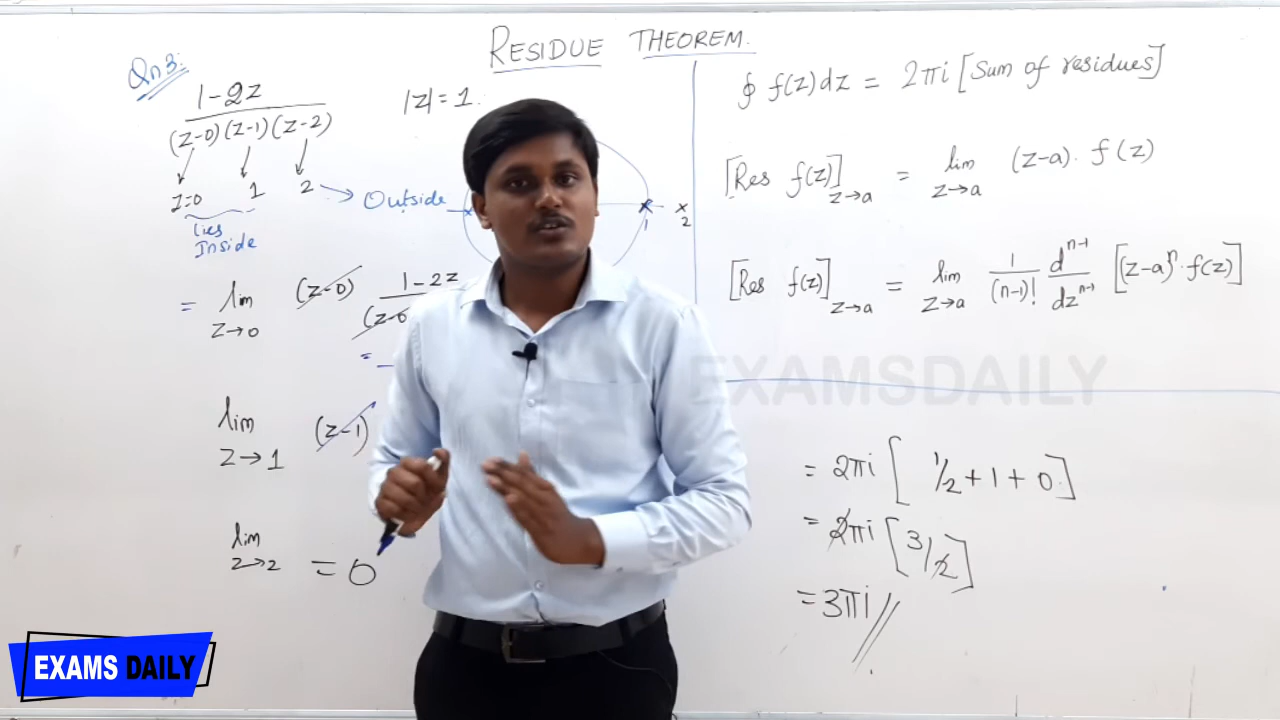 RESIDUE THEOREM.
Qn 3:
1-2z
(z-0)(z-1)(z-2)
|z|=1.
z=0 1 2 → Outside
lies
Inside
1 2
= lim z→0 (z-0) 1-2z
(z-0
= -
lim z→1 (z-1)
lim z→2 = 0
∮ f(z)dz = 2πi [Sum of residues]
[Res f(z)] z→a = lim z→a (z-a). f(z)
[Res f(z)] z→a = lim z→a 1/(n-1)! d^n-1/dz^n-1 [(z-a)^n. f(z)]
EXAMSDAILY
= 2πi [1/2 + 1 + 0]
= 2πi [3/2]
= 3πi //
EXAMS DAILY